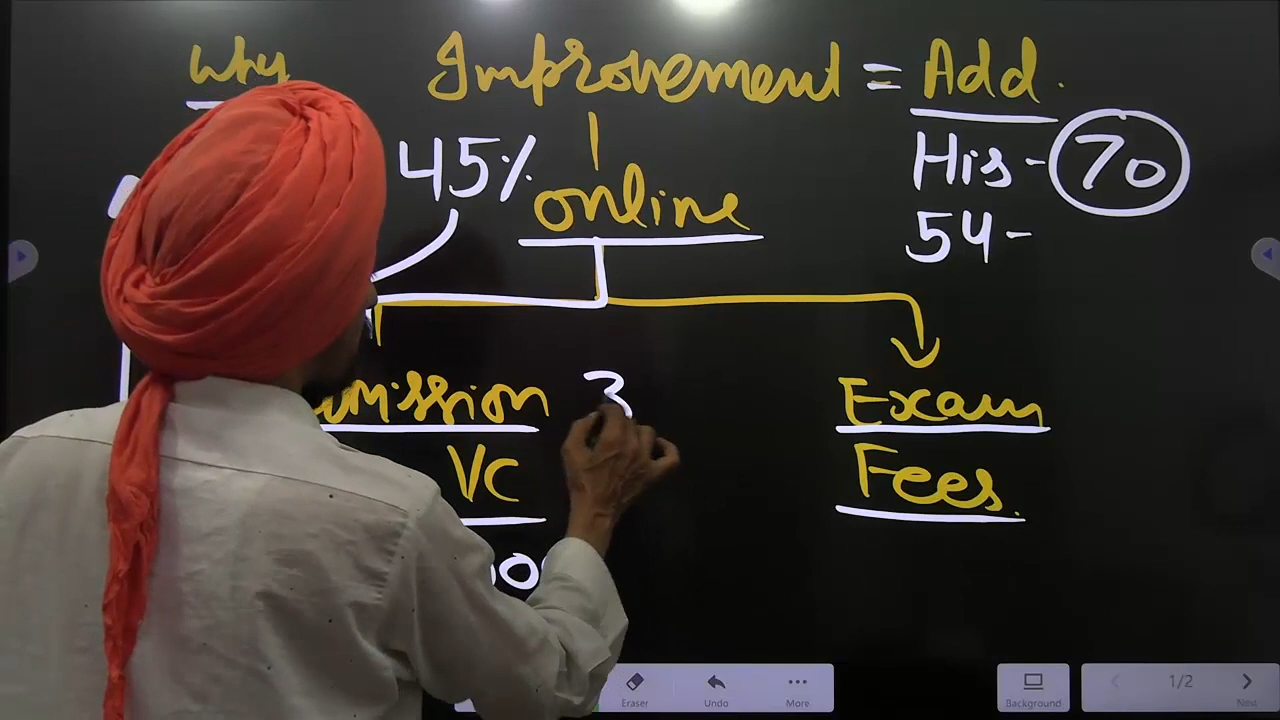 Why Improvement = Add.
45% online
His - 70
54 -
mission 3
Exam
VC
Fees.
Eraser
Undo
More
Background
1/2
Next